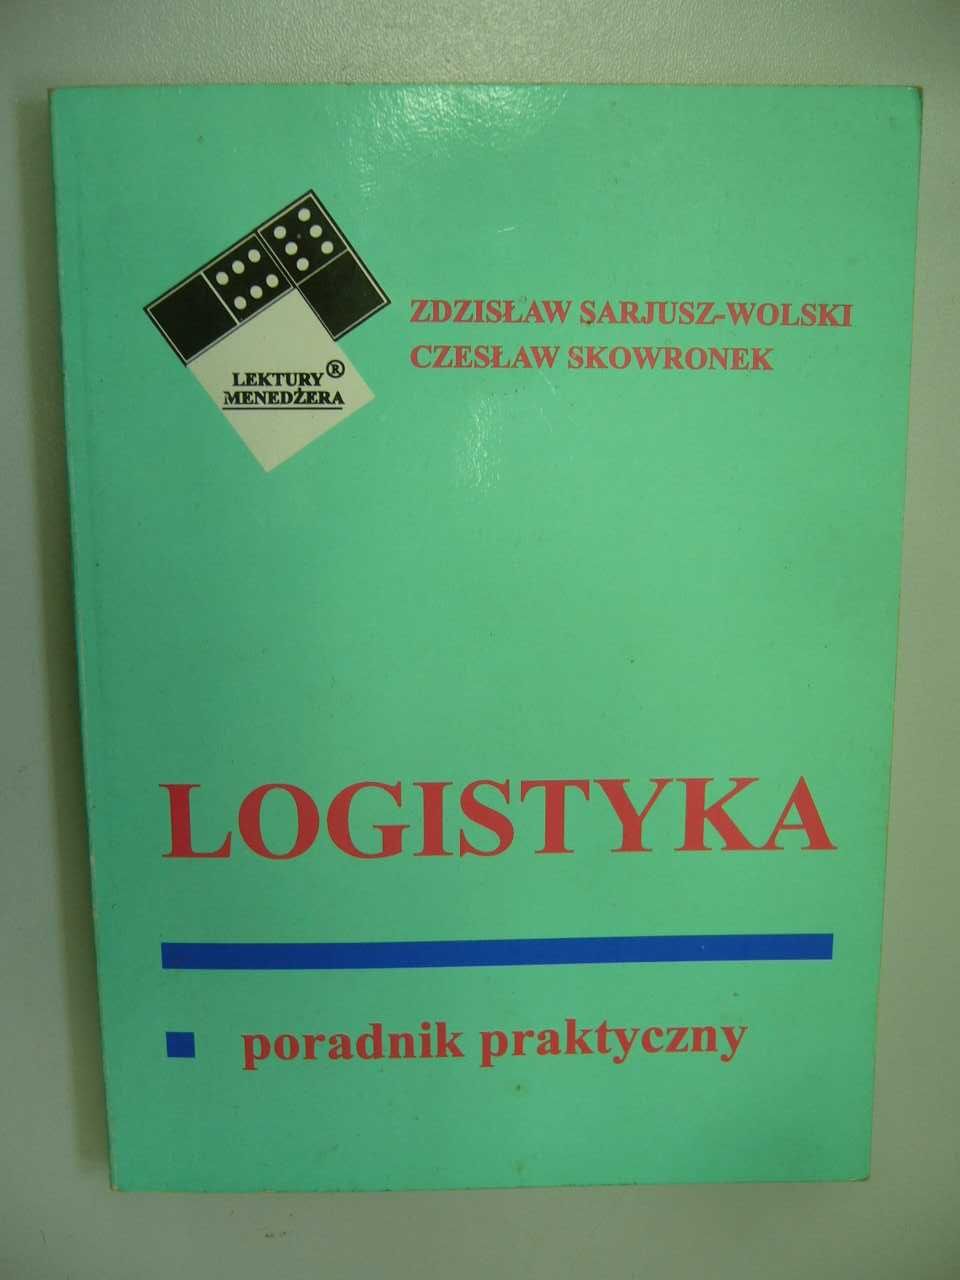 ZDZISŁAW SARJUSZ-WOLSKI
CZESŁAW SKOWRONEK
LEKTURY ®
MENEDŻERA
LOGISTYKA
poradnik praktyczny